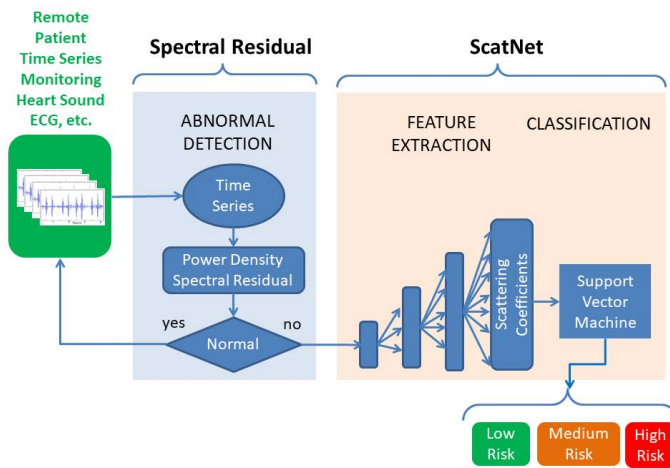 Remote
Patient
Time Series
Monitoring
Heart Sound
ECG, etc.
Spectral Residual
ScatNet
ABNORMAL
DETECTION
FEATURE
EXTRACTION
CLASSIFICATION
Time
Series
Power Density
Spectral Residual
yes
Normal
no
Scattering
Coefficients
Support
Vector
Machine
Low
Risk
Medium
Risk
High
Risk